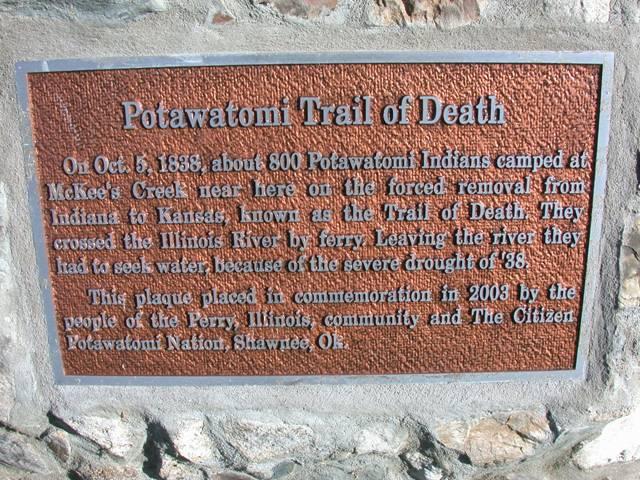 Potawatomi Trail of Death
On Oct. 5, 1838, about 800 Potawatomi Indians camped at
McKee's Creek near here on the forced removal from
Indiana to Kansas, known as the Trail of Death. They
crossed the Illinois River by ferry. Leaving the river they
had to seek water, because of the severe drought of '38.
This plaque placed in commemoration in 2003 by the
people of the Perry, Illinois, community and The Citizen
Potawatomi Nation, Shawnee, Ok.